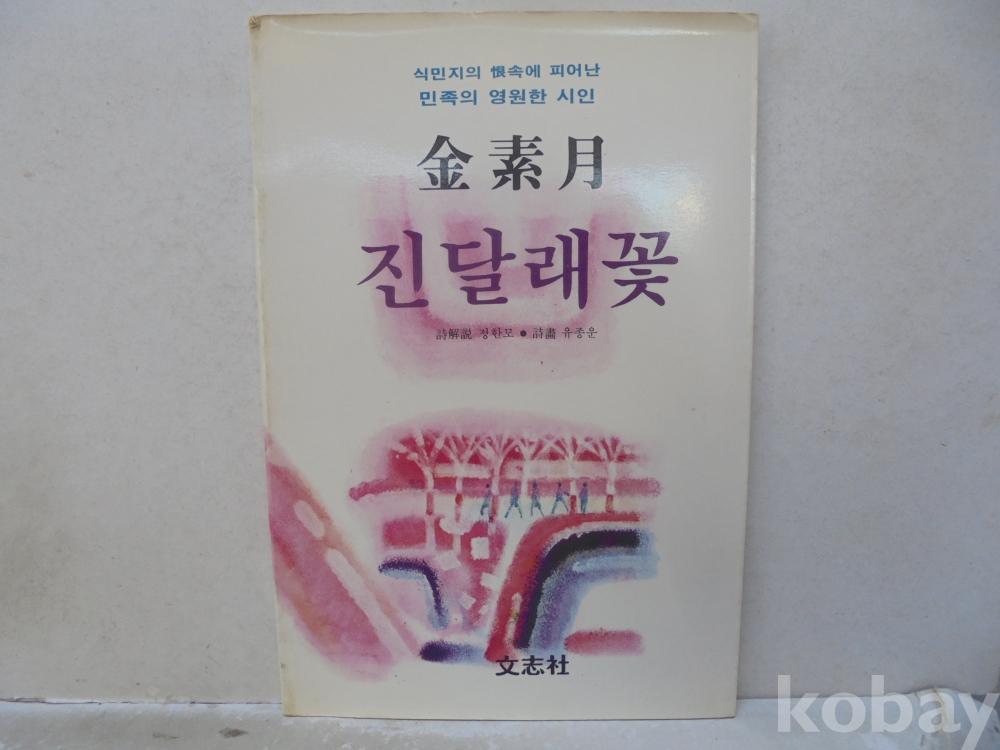 식민지의 恨속에 피어난
민족의 영원한 시인
金素月
진달래꽃
詩解説 정한모 ● 詩畵 유종운
文志社
kobay